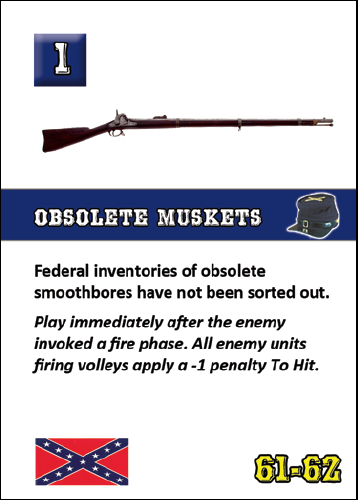 1
OBSOLETE MUSKETS
Federal inventories of obsolete
smoothbores have not been sorted out.
Play immediately after the enemy
invoked a fire phase. All enemy units
firing volleys apply a -1 penalty To Hit.
61-62